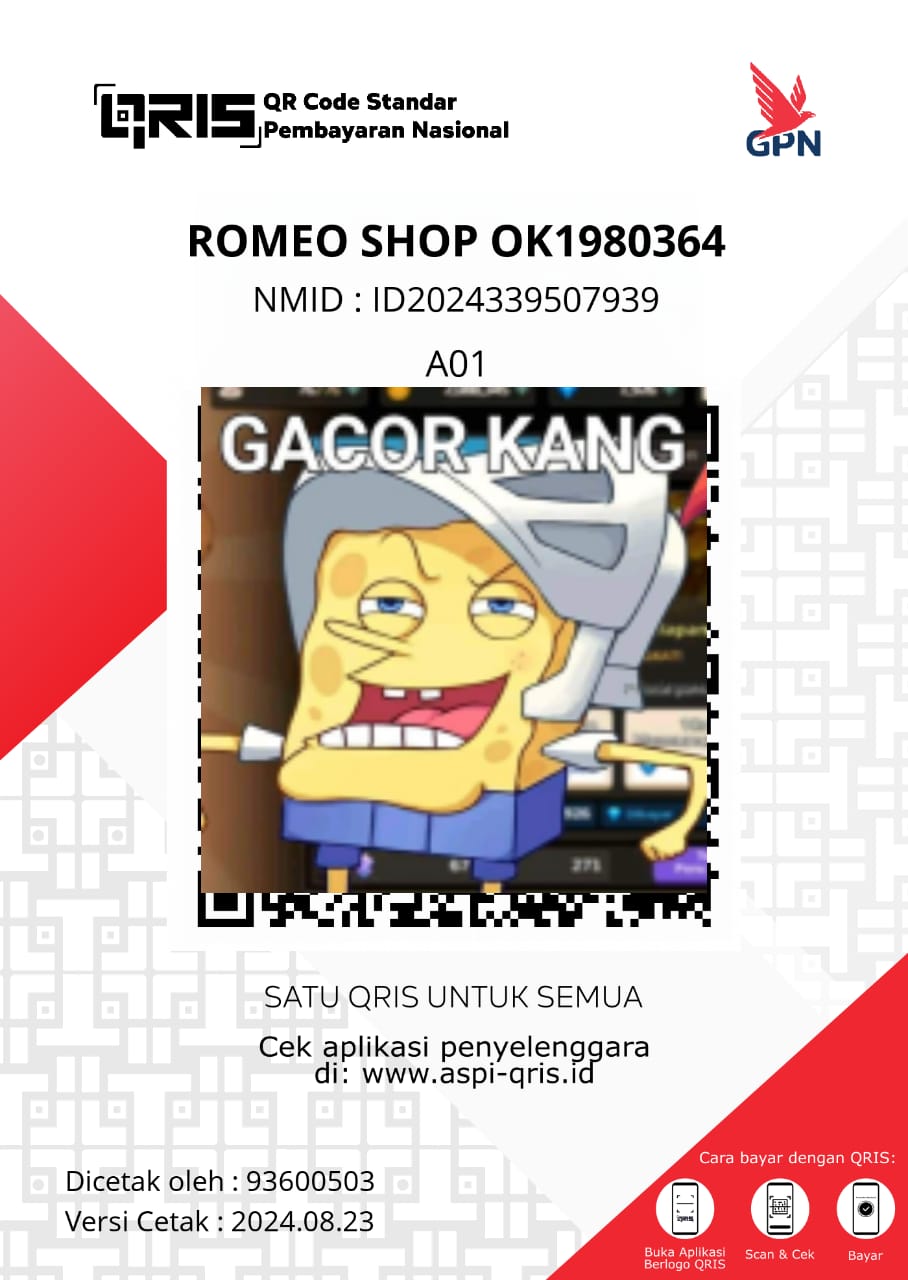 QRIS QR Code Standar
Pembayaran Nasional
GPN
ROMEO SHOP OK1980364
NMID : ID2024339507939
A01
GACOR KANG
67
271
SATU QRIS UNTUK SEMUA
Cek aplikasi penyelenggara
di: www.aspi-qris.id
Dicetak oleh : 93600503
Versi Cetak : 2024.08.23
Cara bayar dengan QRIS:
Buka Aplikasi
Berlogo QRIS
Scan & Cek
Bayar